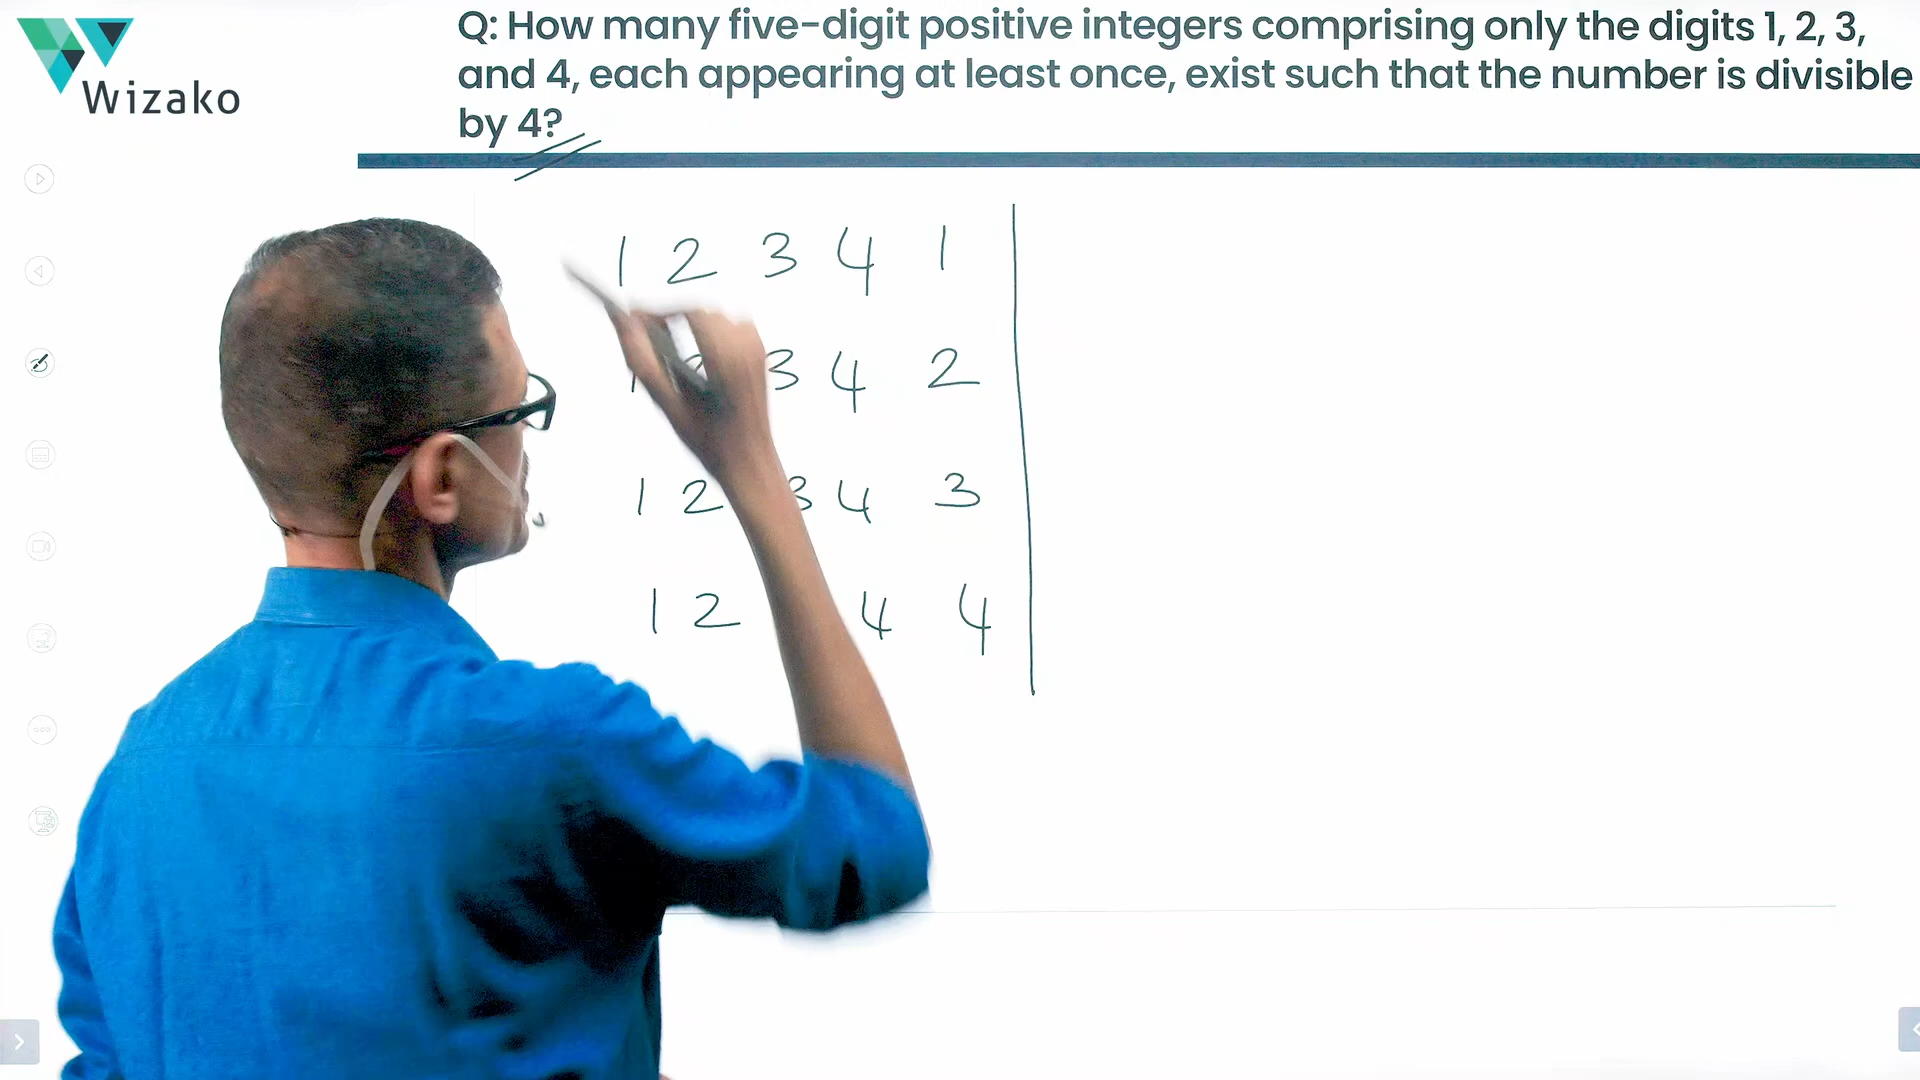 Wizako
Q: How many five-digit positive integers comprising only the digits 1, 2, 3,
and 4, each appearing at least once, exist such that the number is divisible
by 4?
1 2 3 4 1
3 4 2
1 2 3 4 3
1 2 4 4